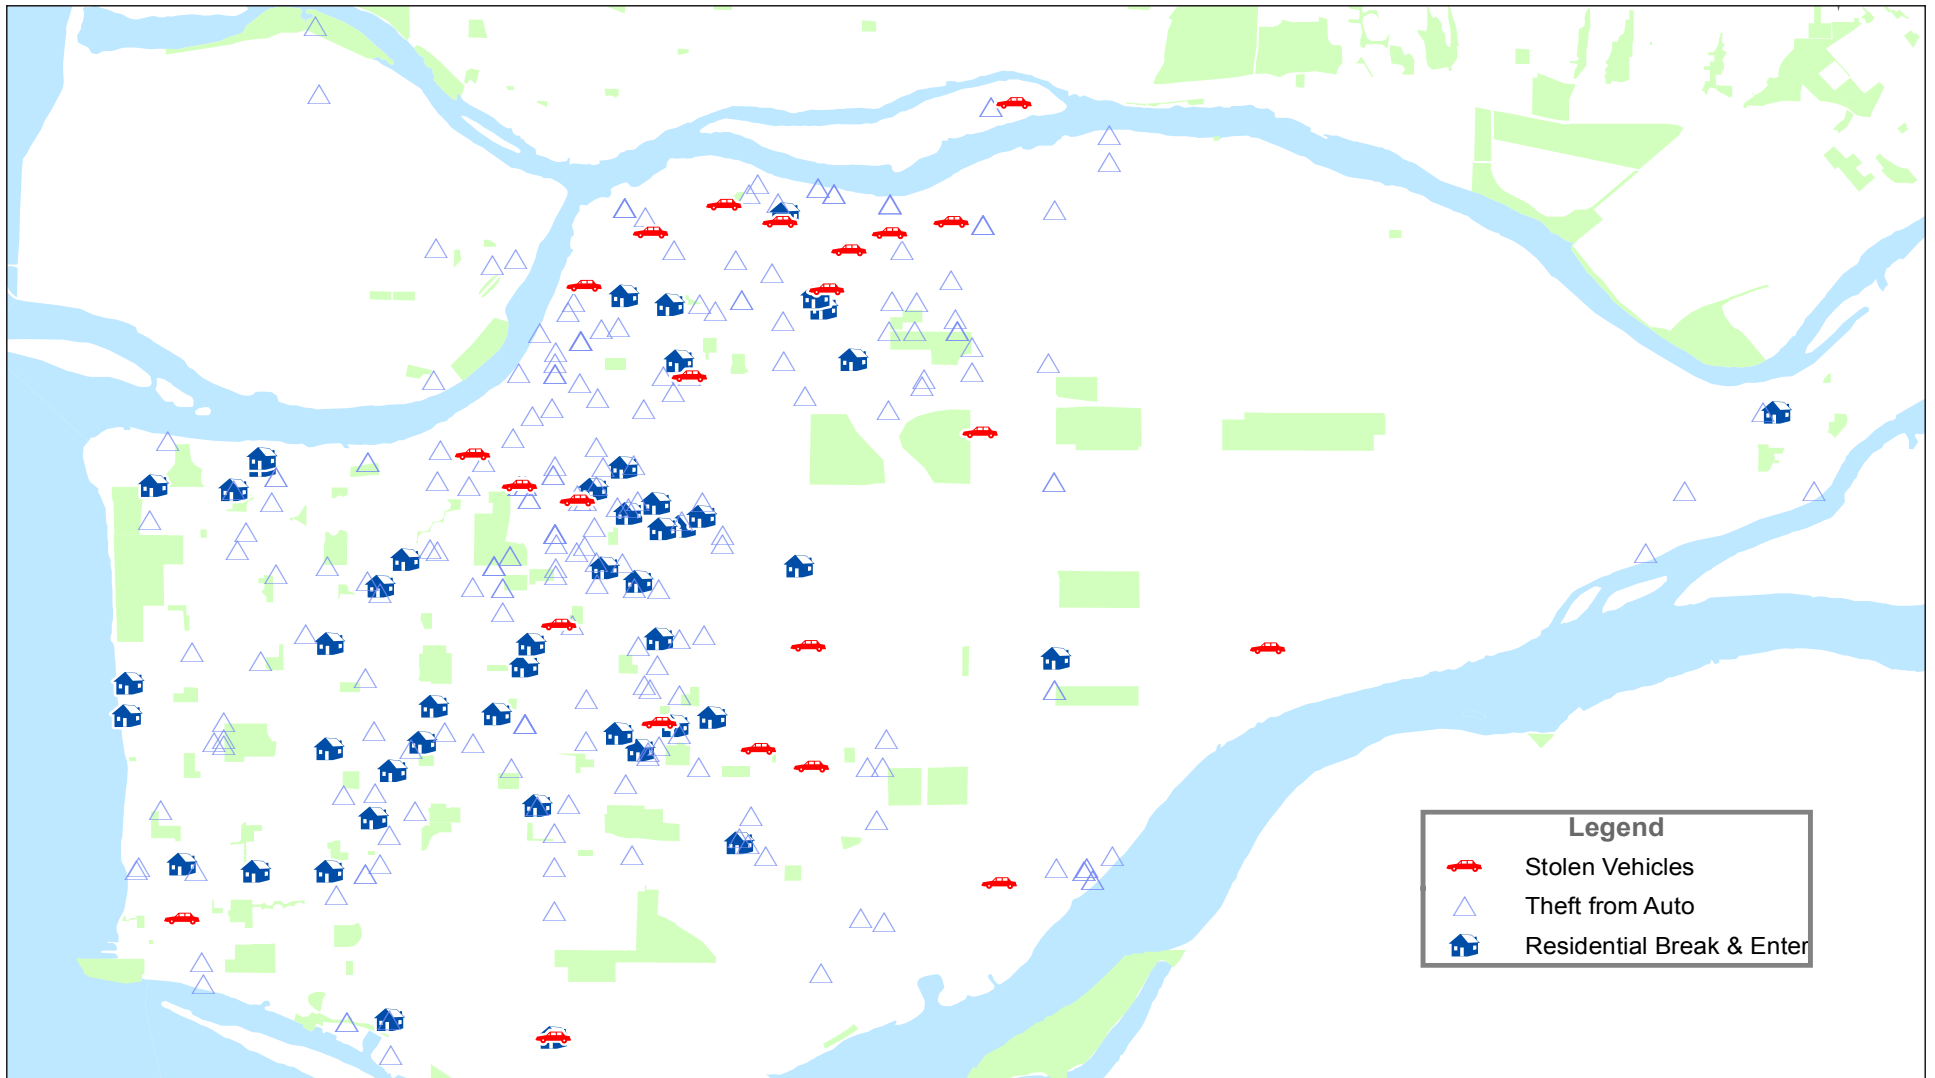 Legend
Stolen Vehicles
Theft from Auto
Residential Break & Enter